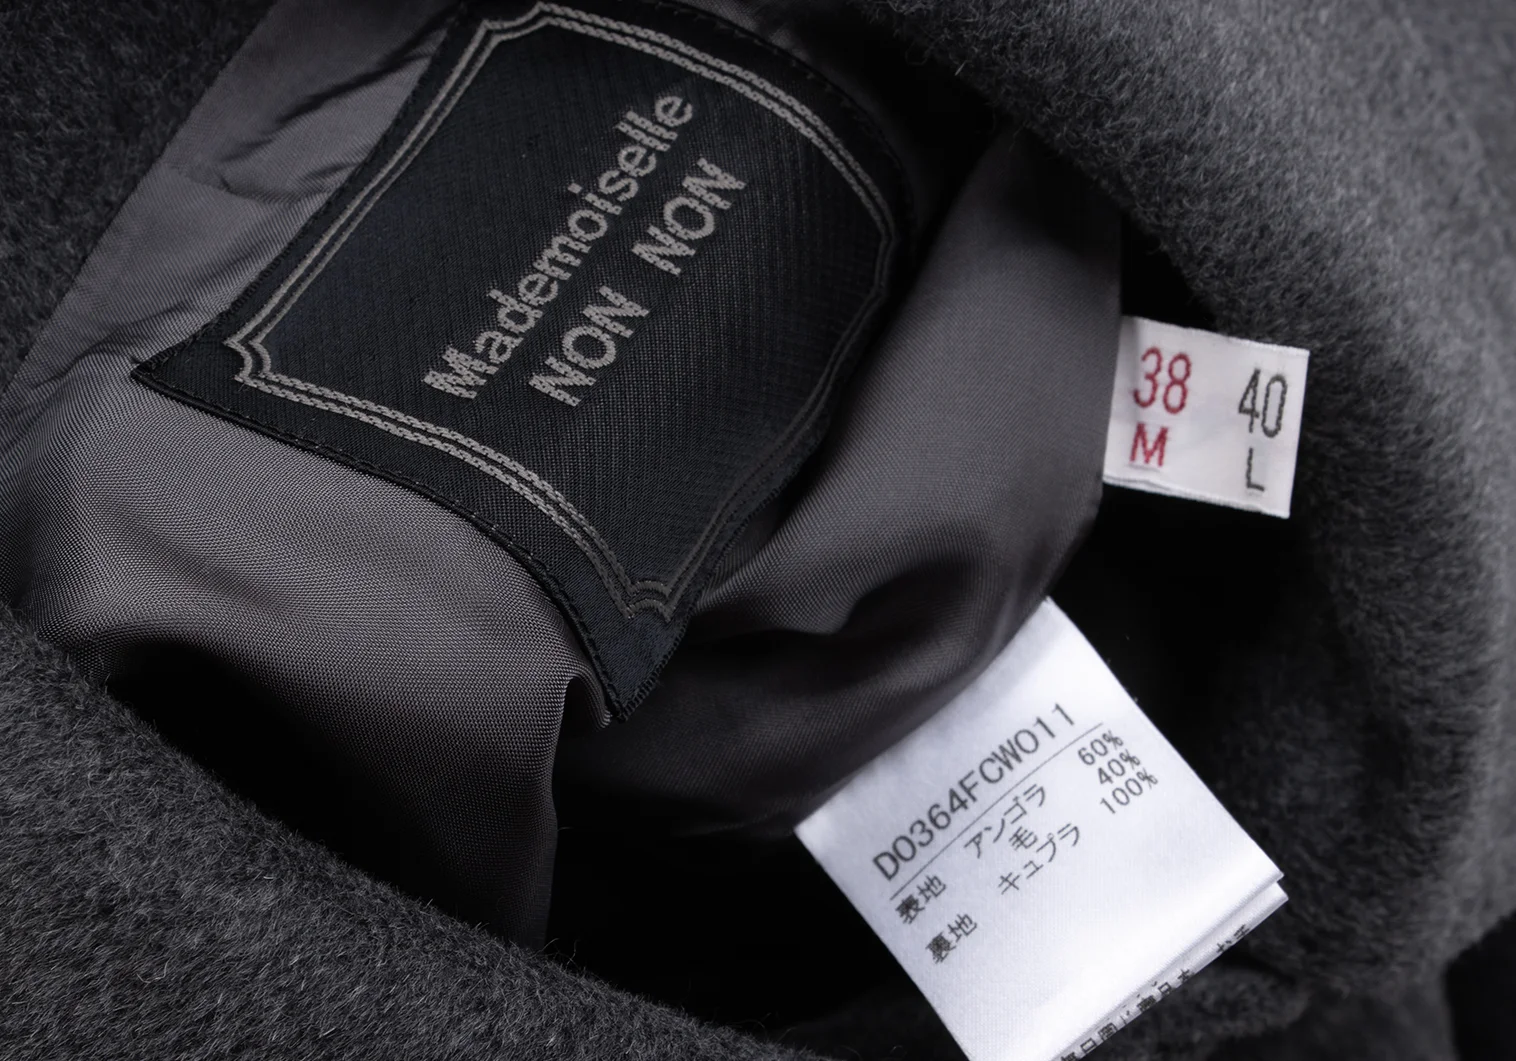 Mademoiselle
NON NON
38 40
M L
D0364FCW011
表地 アンゴラ 60%
毛 40%
裏地 キュプラ 100%